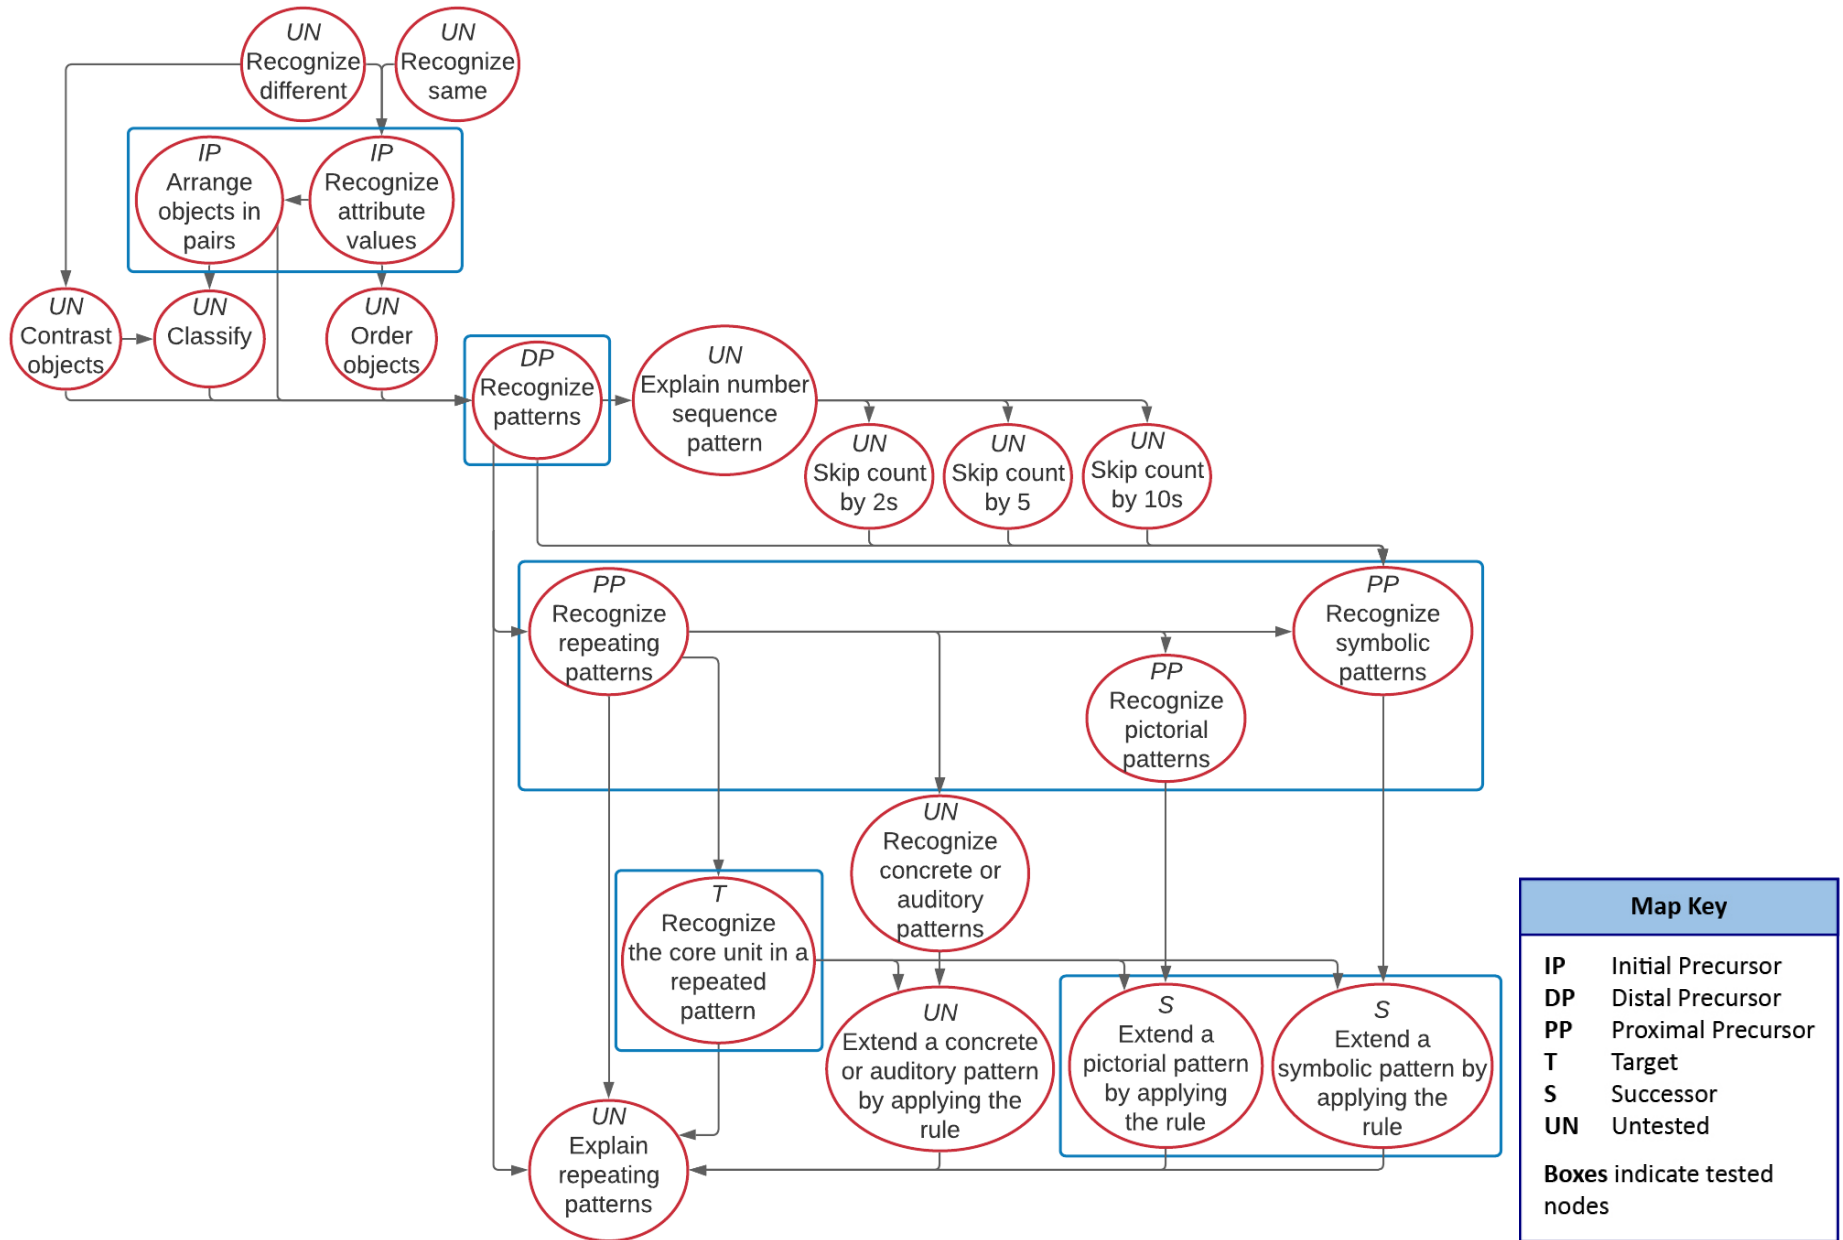 UN
Recognize
different
UN
Recognize
same
IP
Arrange
objects in
pairs
IP
Recognize
attribute
values
UN
Contrast
objects
UN
Classify
UN
Order
objects
DP
Recognize
patterns
UN
Explain number
sequence
pattern
UN
Skip count
by 2s
UN
Skip count
by 5
UN
Skip count
by 10s
PP
Recognize
repeating
patterns
PP
Recognize
symbolic
patterns
PP
Recognize
pictorial
patterns
UN
Recognize
concrete or
auditory
patterns
T
Recognize
the core unit in a
repeated
pattern
UN
Extend a concrete
or auditory pattern
by applying the
rule
S
Extend a
pictorial pattern
by applying
the rule
S
Extend a
symbolic pattern by
applying the
rule
UN
Explain
repeating
patterns
Map Key
IP Initial Precursor
DP Distal Precursor
PP Proximal Precursor
T Target
S Successor
UN Untested
Boxes indicate tested
nodes